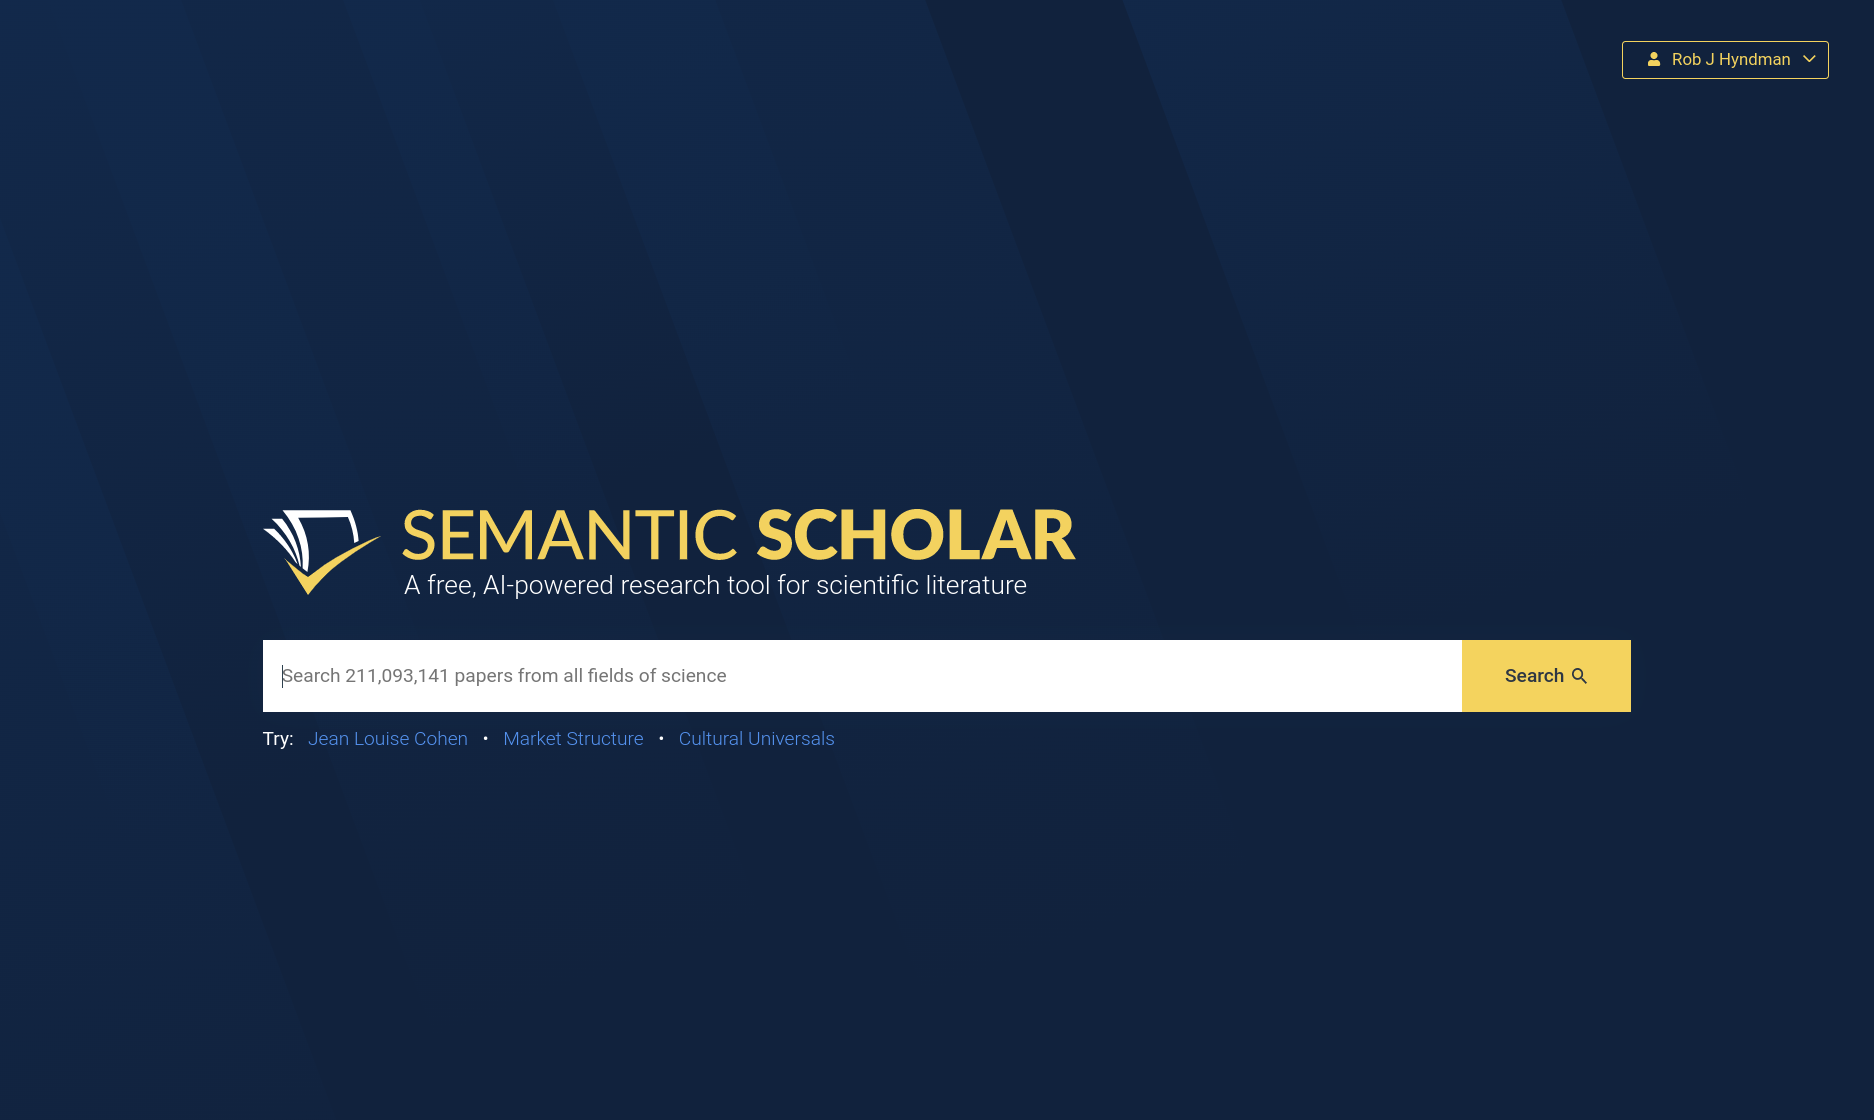 Rob J Hyndman
SEMANTIC SCHOLAR
A free, AI-powered research tool for scientific literature
Search 211,093,141 papers from all fields of science
Search
Try: Jean Louise Cohen • Market Structure • Cultural Universals